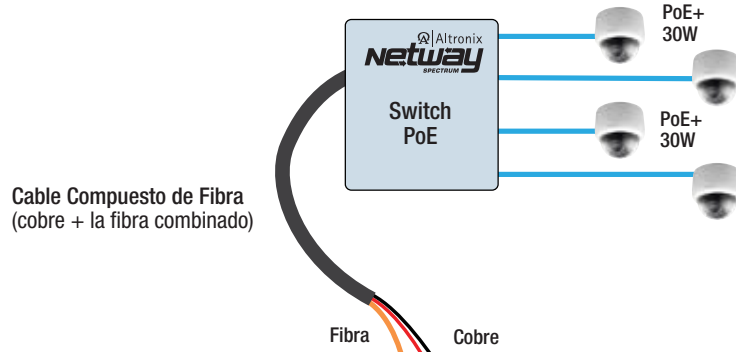 PoE+
30W
Altronix
Netway
SPECTRUM
Switch
PoE
PoE+
30W
Cable Compuesto de Fibra
(cobre + la fibra combinado)
Fibra
Cobre